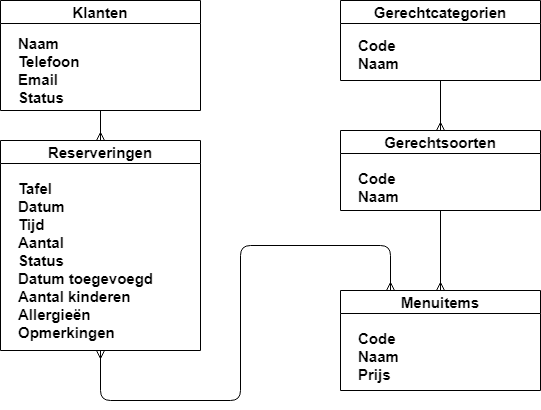 Klanten
Naam
Telefoon
Email
Status
Reserveringen
Tafel
Datum
Tijd
Aantal
Status
Datum toegevoegd
Aantal kinderen
Allergieën
Opmerkingen
Gerechtcategorien
Code
Naam
Gerechtsoorten
Code
Naam
Menuitems
Code
Naam
Prijs